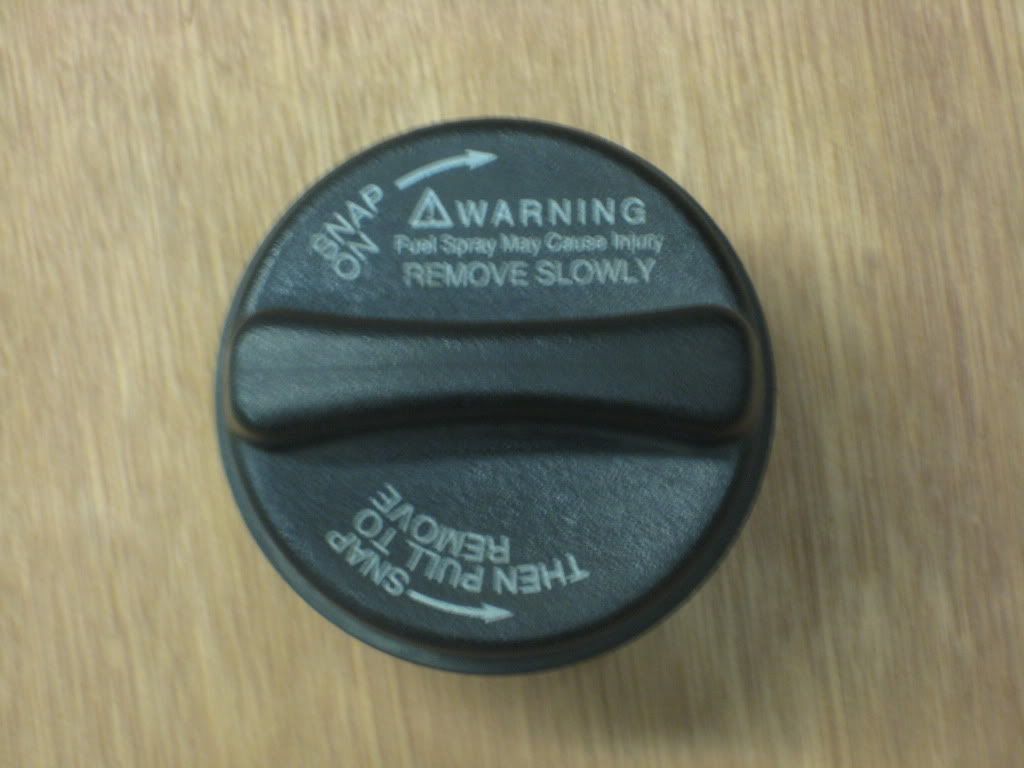 SNAP
ON
WARNING
Fuel Spray May Cause Injury
REMOVE SLOWLY
SNAP
THEN PULL TO
REMOVE